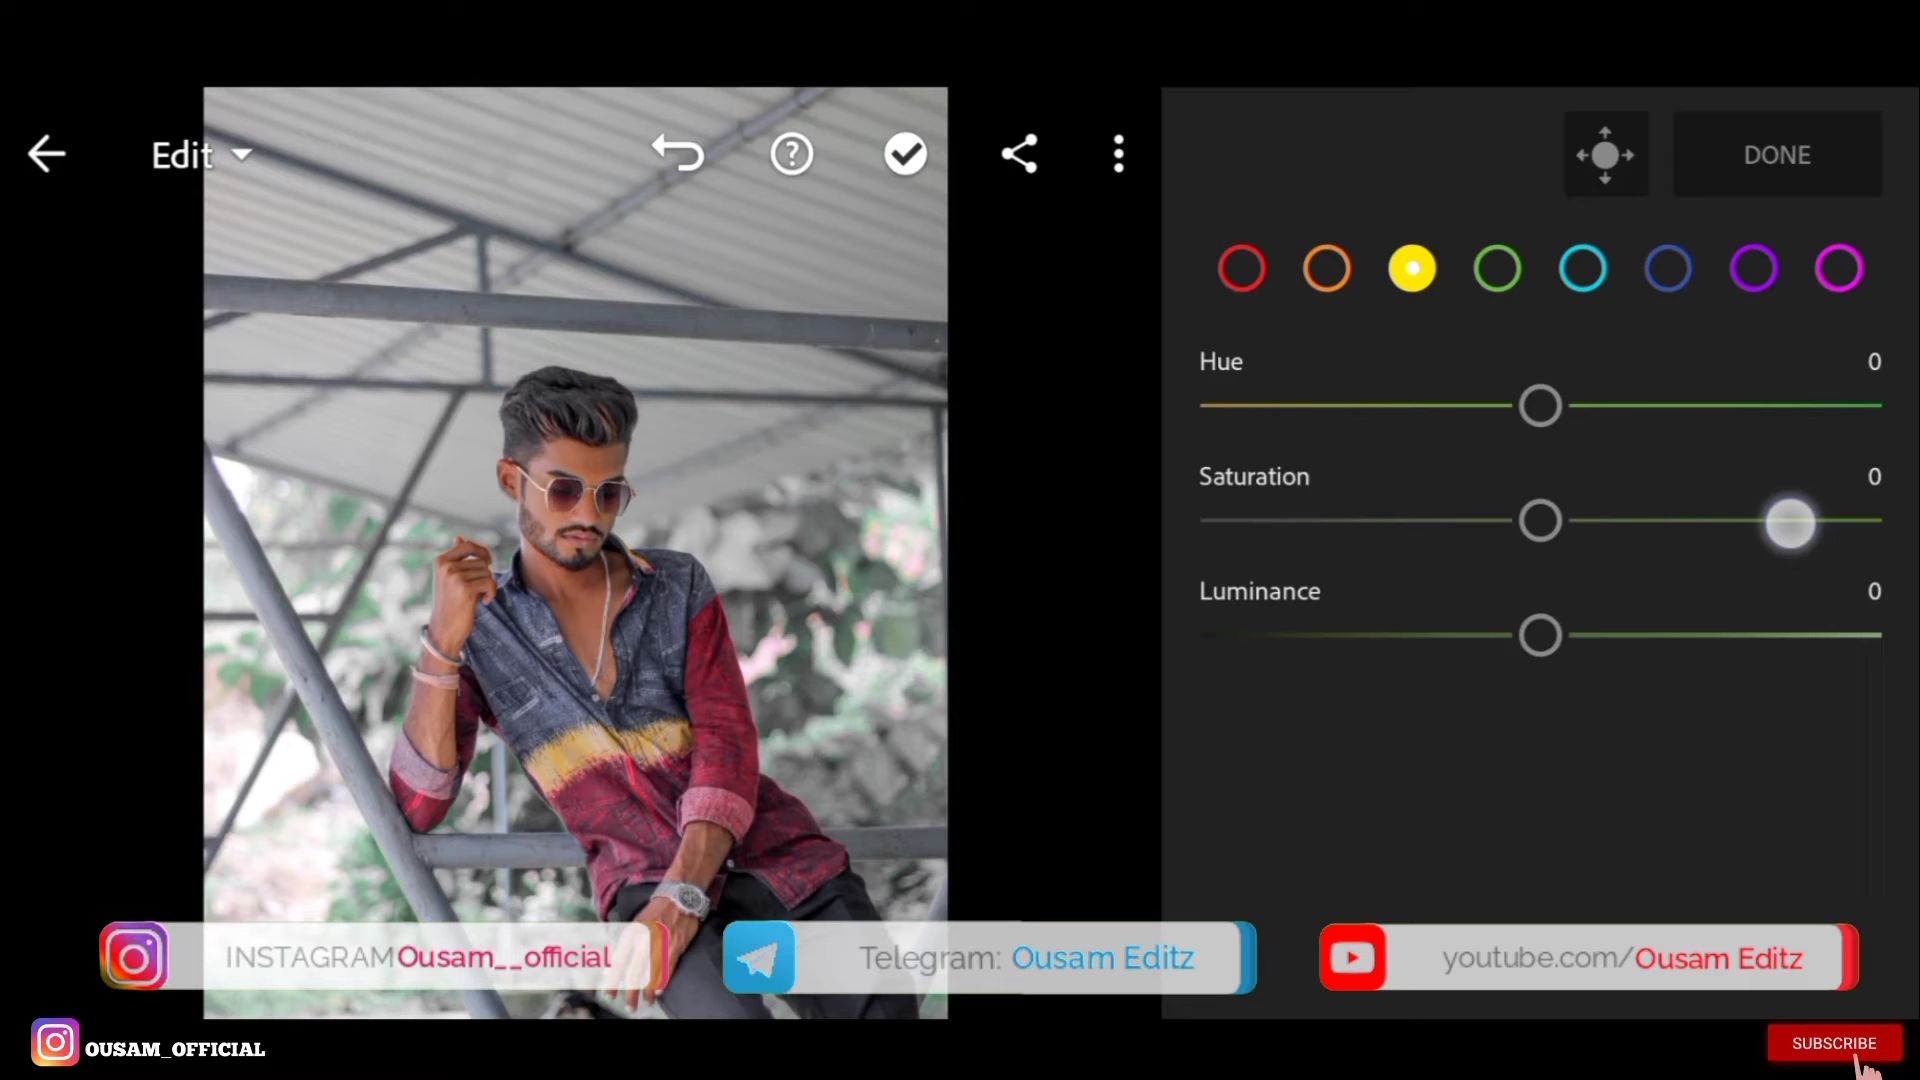 Edit
DONE
Hue 0
Saturation 0
Luminance 0
INSTAGRAM Ousam__official
Telegram: Ousam Editz
youtube.com/Ousam Editz
OUSAM_OFFICIAL
SUBSCRIBE